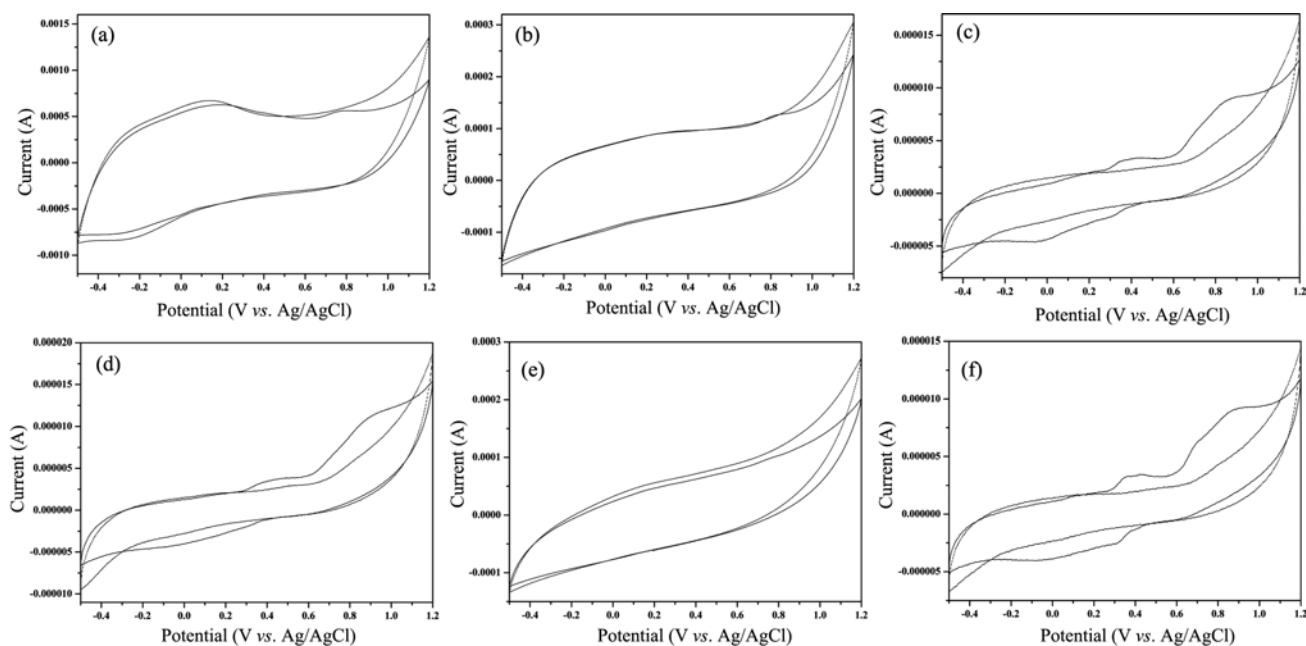 (a)
0.0015
0.0010
0.0005
0.0000
-0.0005
-0.0010
Current (A)
-0.4 -0.2 0.0 0.2 0.4 0.6 0.8 1.0 1.2
Potential (V vs. Ag/AgCl)
(b)
0.0003
0.0002
0.0001
0.0000
-0.0001
Current (A)
-0.4 -0.2 0.0 0.2 0.4 0.6 0.8 1.0 1.2
Potential (V vs. Ag/AgCl)
(c)
0.000015
0.000010
0.000005
0.000000
-0.000005
Current (A)
-0.4 -0.2 0.0 0.2 0.4 0.6 0.8 1.0 1.2
Potential (V vs. Ag/AgCl)
(d)
0.000020
0.000015
0.000010
0.000005
0.000000
-0.000005
-0.000010
Current (A)
-0.4 -0.2 0.0 0.2 0.4 0.6 0.8 1.0 1.2
Potential (V vs. Ag/AgCl)
(e)
0.0003
0.0002
0.0001
0.0000
-0.0001
Current (A)
-0.4 -0.2 0.0 0.2 0.4 0.6 0.8 1.0 1.2
Potential (V vs. Ag/AgCl)
(f)
0.000015
0.000010
0.000005
0.000000
-0.000005
Current (A)
-0.4 -0.2 0.0 0.2 0.4 0.6 0.8 1.0 1.2
Potential (V vs. Ag/AgCl)